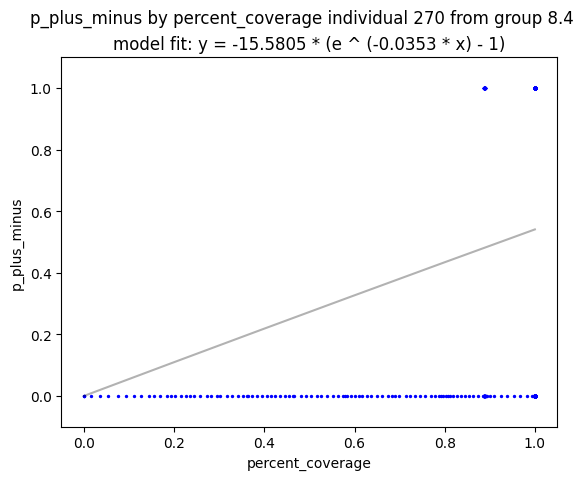 p_plus_minus by percent_coverage individual 270 from group 8.4
model fit: y = -15.5805 * (e ^ (-0.0353 * x) - 1)
1.0
0.8
0.6
0.4
0.2
0.0
p_plus_minus
0.0 0.2 0.4 0.6 0.8 1.0
percent_coverage